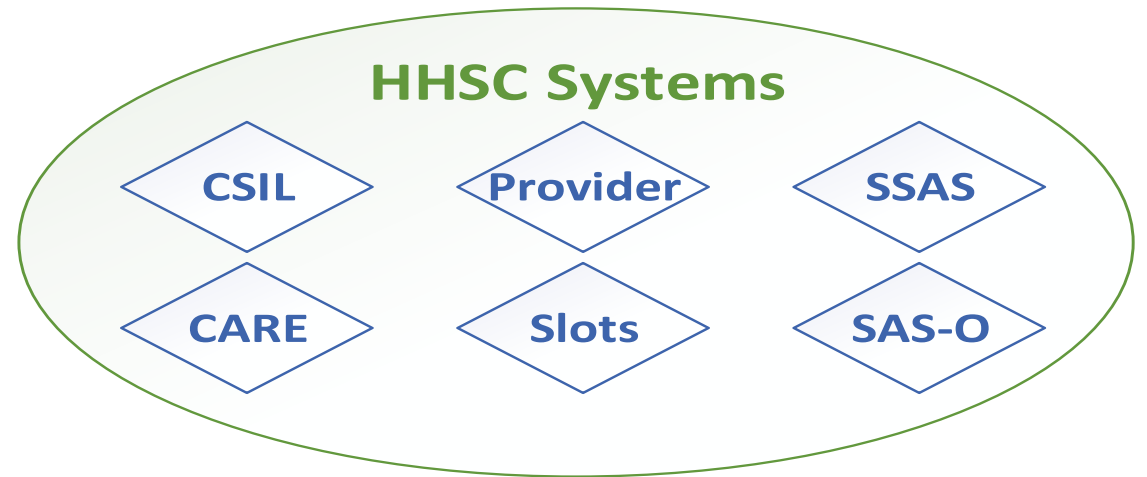 HHSC Systems
CSIL
Provider
SSAS
CARE
Slots
SAS-O